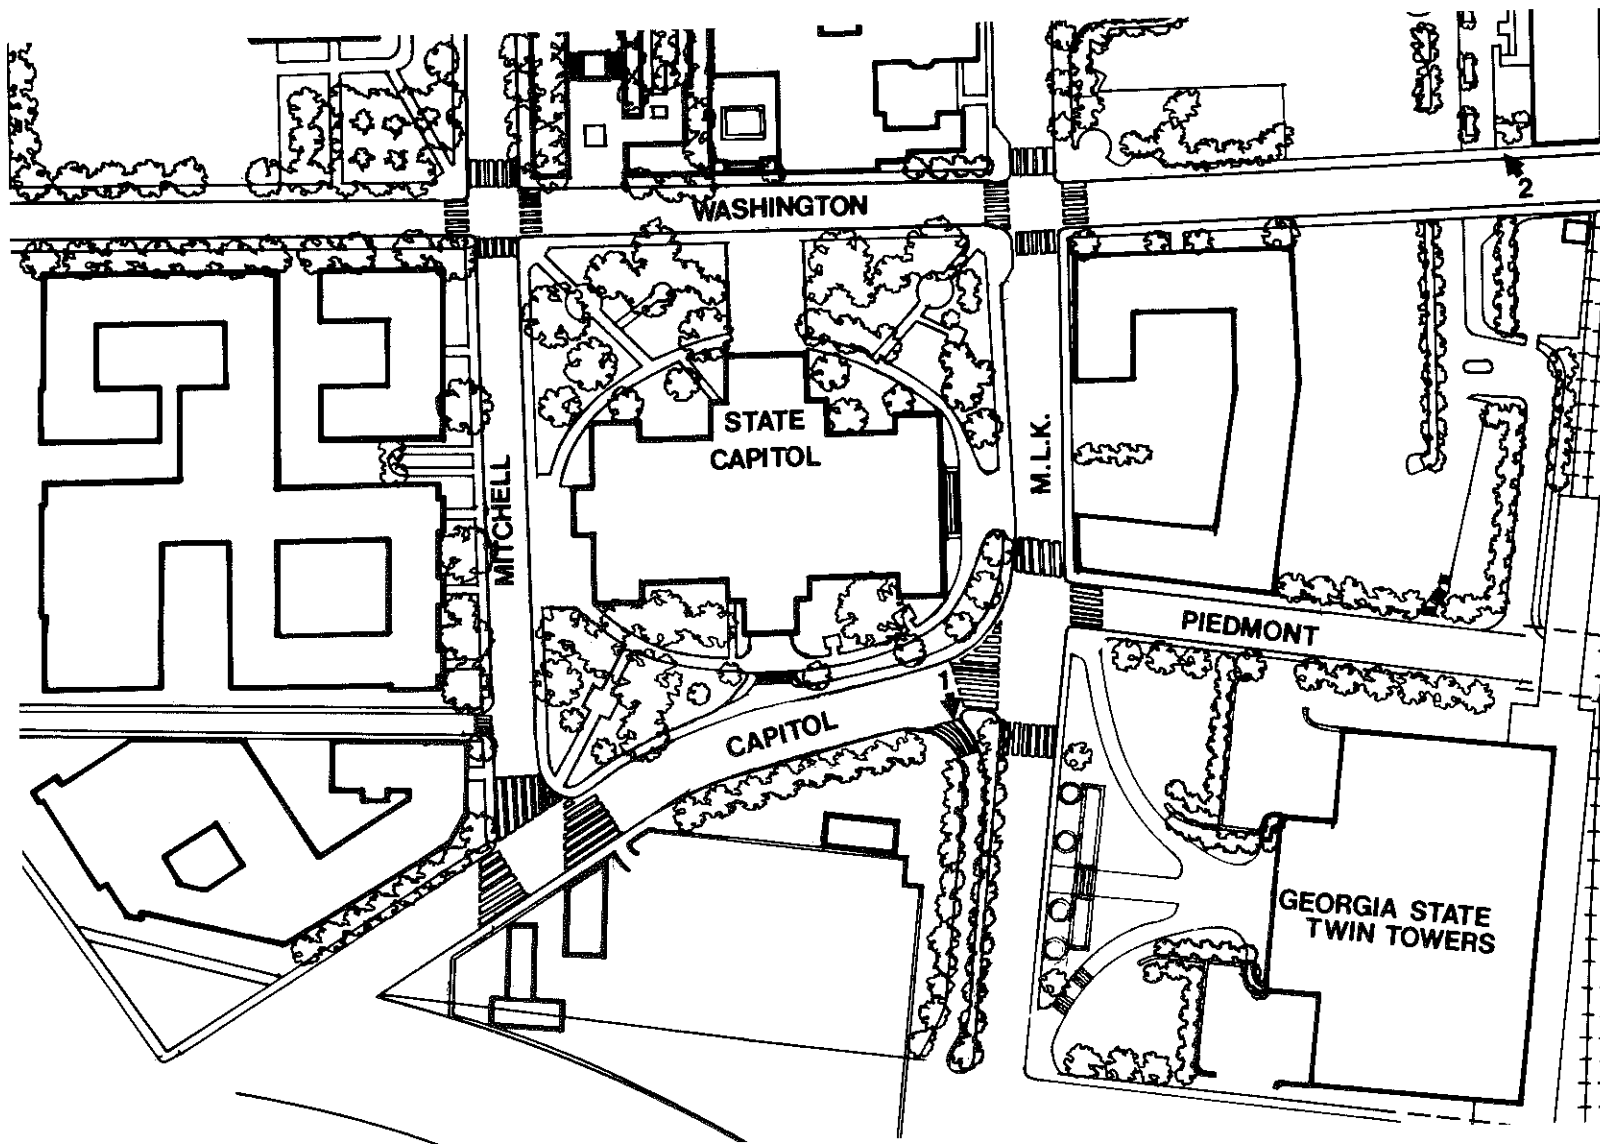 2
WASHINGTON
STATE
CAPITOL
MITCHELL
M.L.K.
PIEDMONT
1
CAPITOL
GEORGIA STATE
TWIN TOWERS